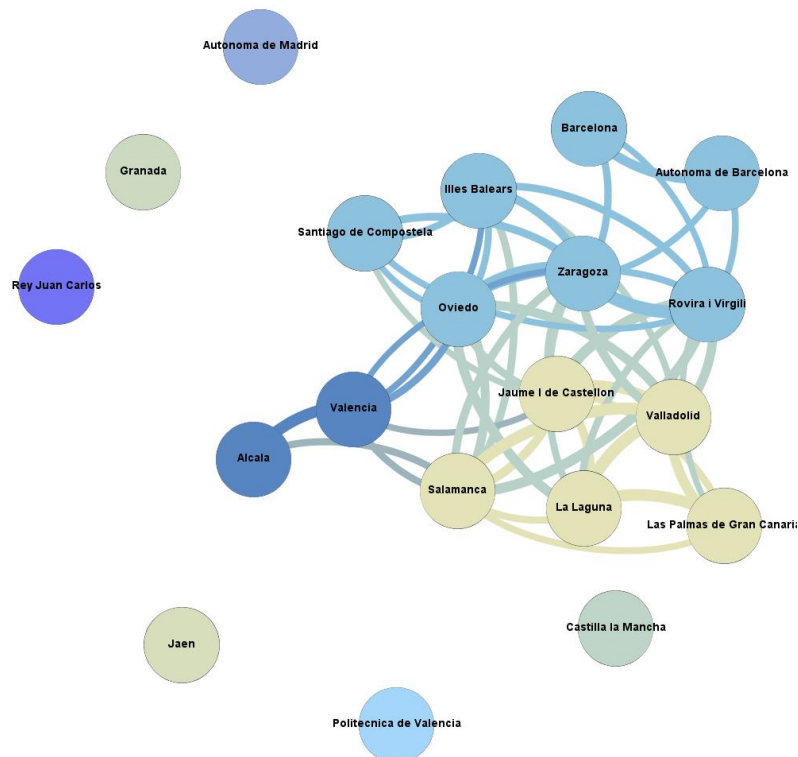 Autonoma de Madrid
Barcelona
Granada
Autonoma de Barcelona
Illes Balears
Santiago de Compostela
Zaragoza
Rey Juan Carlos
Rovira i Virgili
Oviedo
Jaume I de Castellon
Valencia
Valladolid
Alcala
Salamanca
La Laguna
Las Palmas de Gran Canaria
Castilla la Mancha
Jaen
Politecnica de Valencia